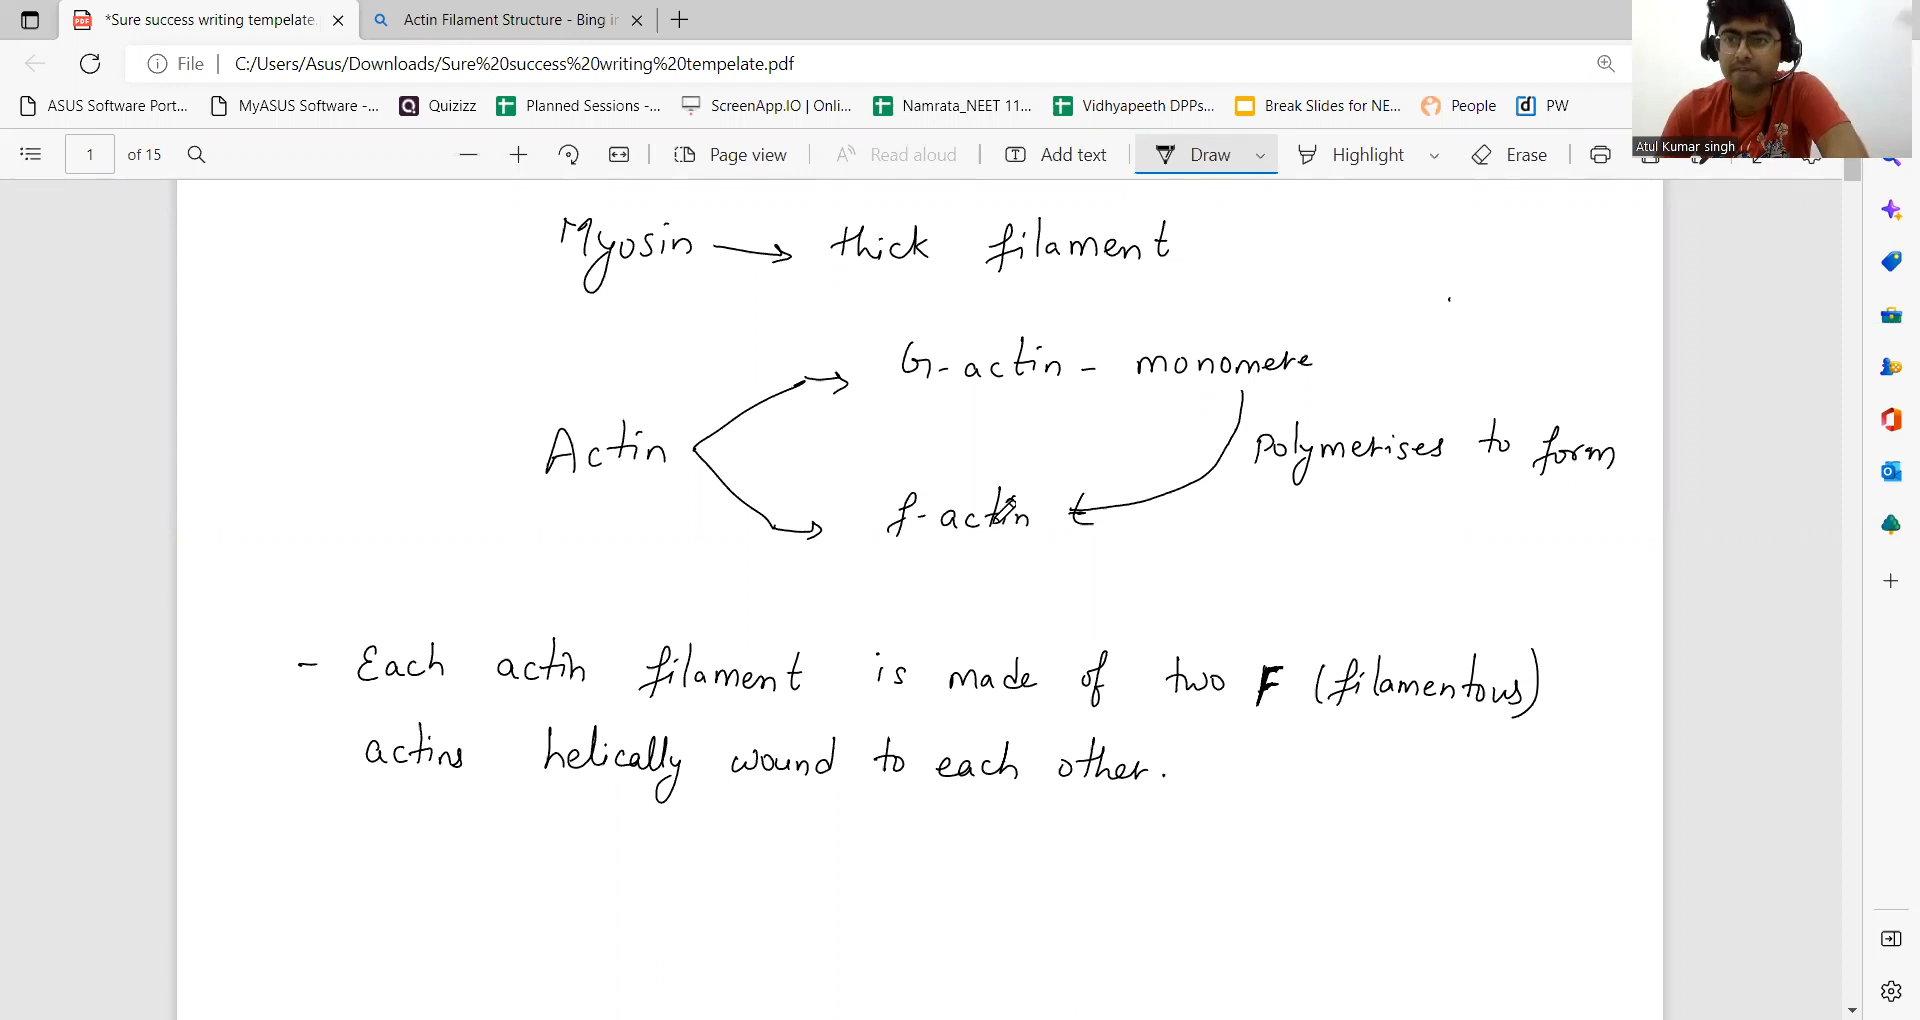 *Sure success writing tempelate.
Actin Filament Structure - Bing in
File
C:/Users/Asus/Downloads/Sure%20success%20writing%20tempelate.pdf
ASUS Software Port... MyASUS Software -... Quizizz Planned Sessions -... ScreenApp.IO | Onli... Namrata_NEET 11... Vidhyapeeth DPPs... Break Slides for NE... People PW
Atul Kumar singh
1 of 15 Page view Read aloud Add text Draw Highlight Erase
Myosin → thick filament
G-actin - monomere
Actin
Polymerises to form
f-actin
- Each actin filament is made of two F (filamentous)
actins helically wound to each other.